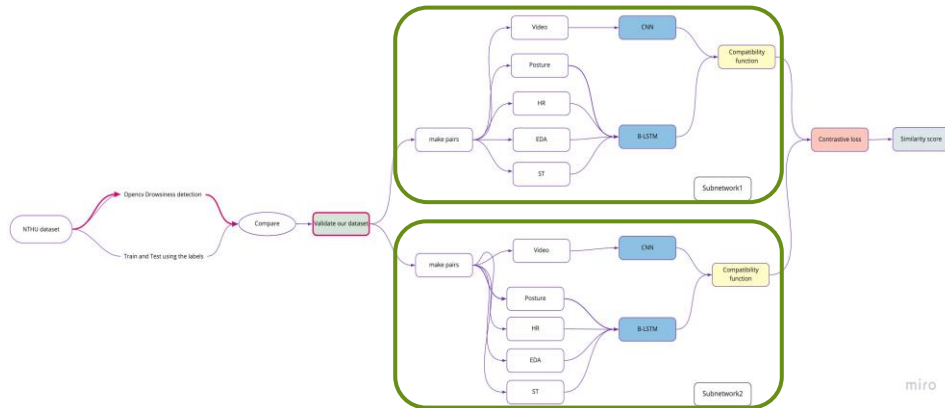 NTHU dataset
Opencv Drowsiness detection
Train and Test using the labels
Compare
Validate our dataset
make pairs
Video
Posture
HR
EDA
ST
CNN
B-LSTM
Compatibility
function
Subnetwork1
make pairs
Video
Posture
HR
EDA
ST
CNN
B-LSTM
Compatibility
function
Subnetwork2
Contrastive loss
Similarity score
miro